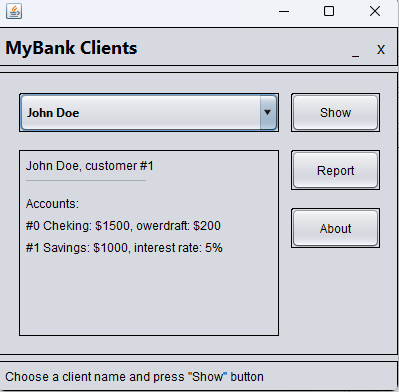 MyBank Clients
_ X
John Doe
Show
John Doe, customer #1
Report
Accounts:
#0 Cheking: $1500, owerdraft: $200
#1 Savings: $1000, interest rate: 5%
About
Choose a client name and press "Show" button